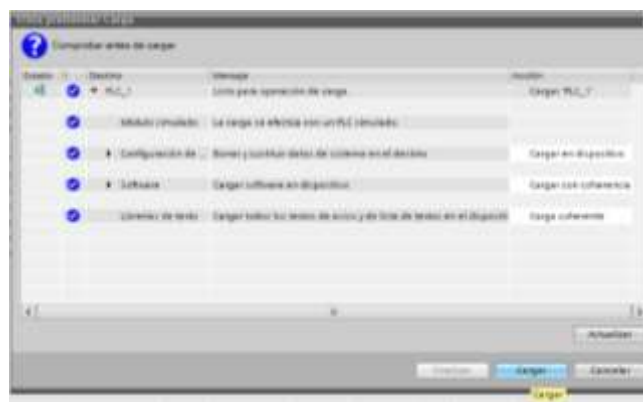 Vista preliminar Carga
Comprobar antes de cargar
Estado ! Destino Mensaje Acción
PLC_1 Listo para operación de carga. Cargar 'PLC_1'
Módulo simulado La carga se efectúa con un PLC simulado.
Configuración de ... Borrar y sustituir datos de sistema en el destino Cargar en dispositivo
Software Cargar software en dispositivo Cargar con coherencia
Librerías de texto Cargar todos los textos de aviso y de lista de textos en el dispositi Carga coherente
Actualizar
Cargar Cancelar
Cargar